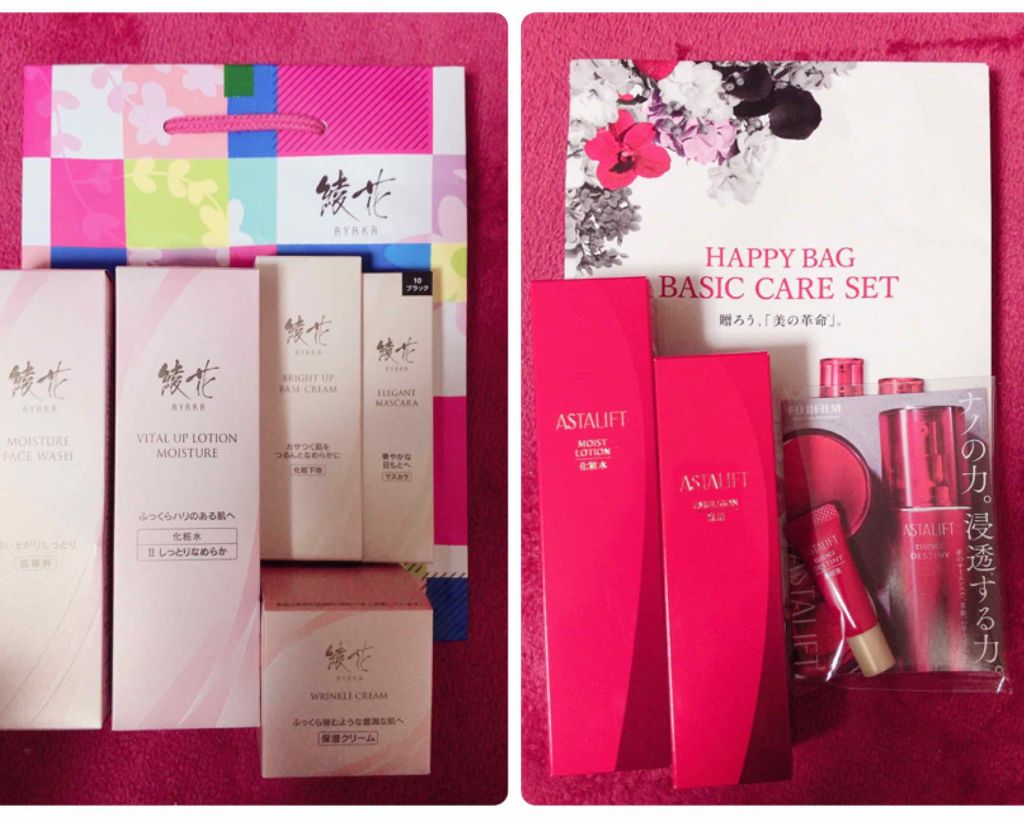 綾花
AYAKA
綾花
AYAKA
MOISTURE
FACE WASH
い上がりしっとり
洗顔料
綾花
AYAKA
VITAL UP LOTION
MOISTURE
ふっくらハリのある肌へ
化粧水
II しっとりなめらか
綾花
AYAKA
BRIGHT UP
BASE CREAM
カサつく肌を
つるんとなめらかに
化粧下地
10
ブラック
綾花
AYAKA
ELEGANT
MASCARA
華やかな
目もとへ
マスカラ
綾花
AYAKA
WRINKLE CREAM
ふっくら弾むような豊潤な肌へ
保湿クリーム
HAPPY BAG
BASIC CARE SET
贈ろう、「美の革命」。
ASTALIFT
MOIST
LOTION
化粧水
ASTALIFT
EMULSION
乳液
FUJIFILM
ナノの力。浸透する力。
ASTALIFT
ESSENCE
DESTINY
ASTALIFT
ESSENCE
DESTINY
ASTALIFT